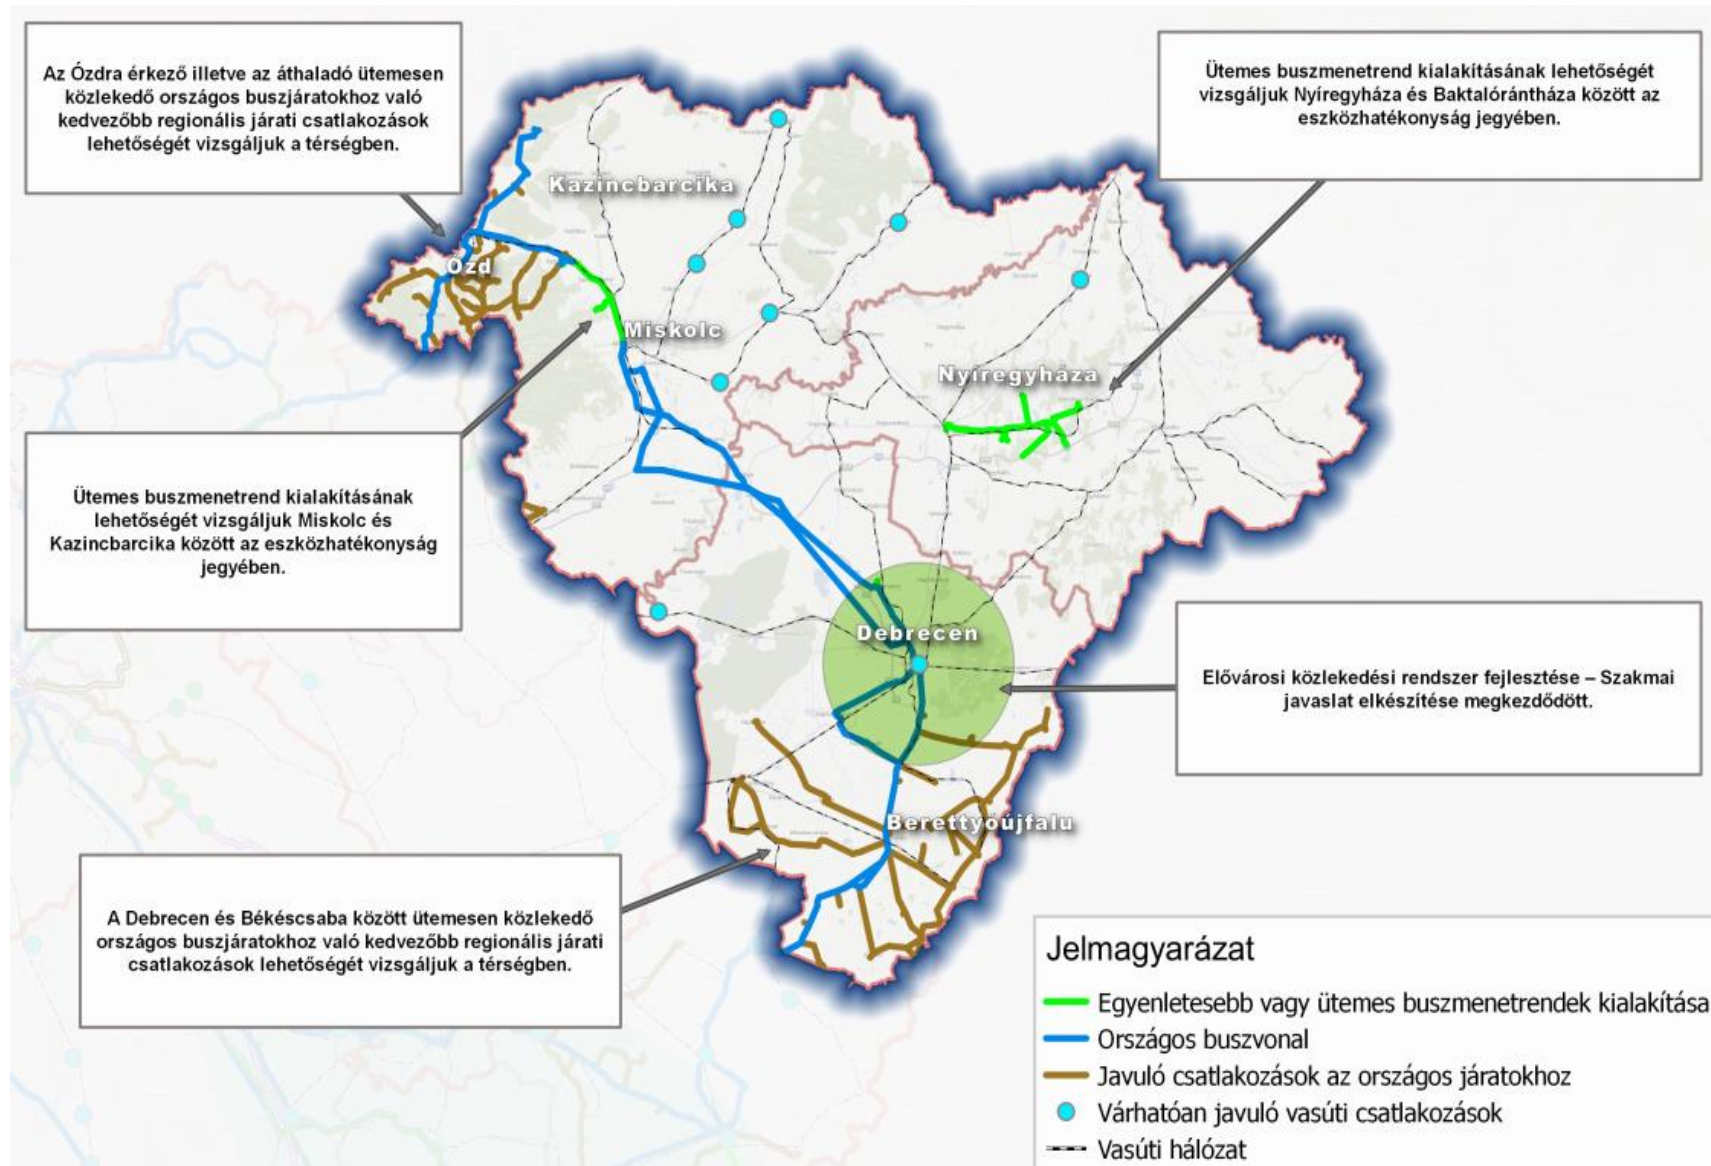 Az Ózdra érkező illetve az áthaladó ütemesen
közlekedő országos buszjáratokhoz való
kedvezőbb regionális járati csatlakozások
lehetőségét vizsgáljuk a térségben.
Ütemes buszmenetrend kialakításának lehetőségét
vizsgáljuk Nyíregyháza és Baktalórántháza között az
eszközhatékonyság jegyében.
Kazincbarcika
Ózd
Miskolc
Nyíregyháza
Ütemes buszmenetrend kialakításának
lehetőségét vizsgáljuk Miskolc és
Kazincbarcika között az eszközhatékonyság
jegyében.
Debrecen
Elővárosi közlekedési rendszer fejlesztése – Szakmai
javaslat elkészítése megkezdődött.
Berettyóújfalu
A Debrecen és Békéscsaba között ütemesen közlekedő
országos buszjáratokhoz való kedvezőbb regionális járati
csatlakozások lehetőségét vizsgáljuk a térségben.
Jelmagyarázat
Egyenletesebb vagy ütemes buszmenetrendek kialakítása
Országos buszvonal
Javuló csatlakozások az országos járatokhoz
Várhatóan javuló vasúti csatlakozások
Vasúti hálózat